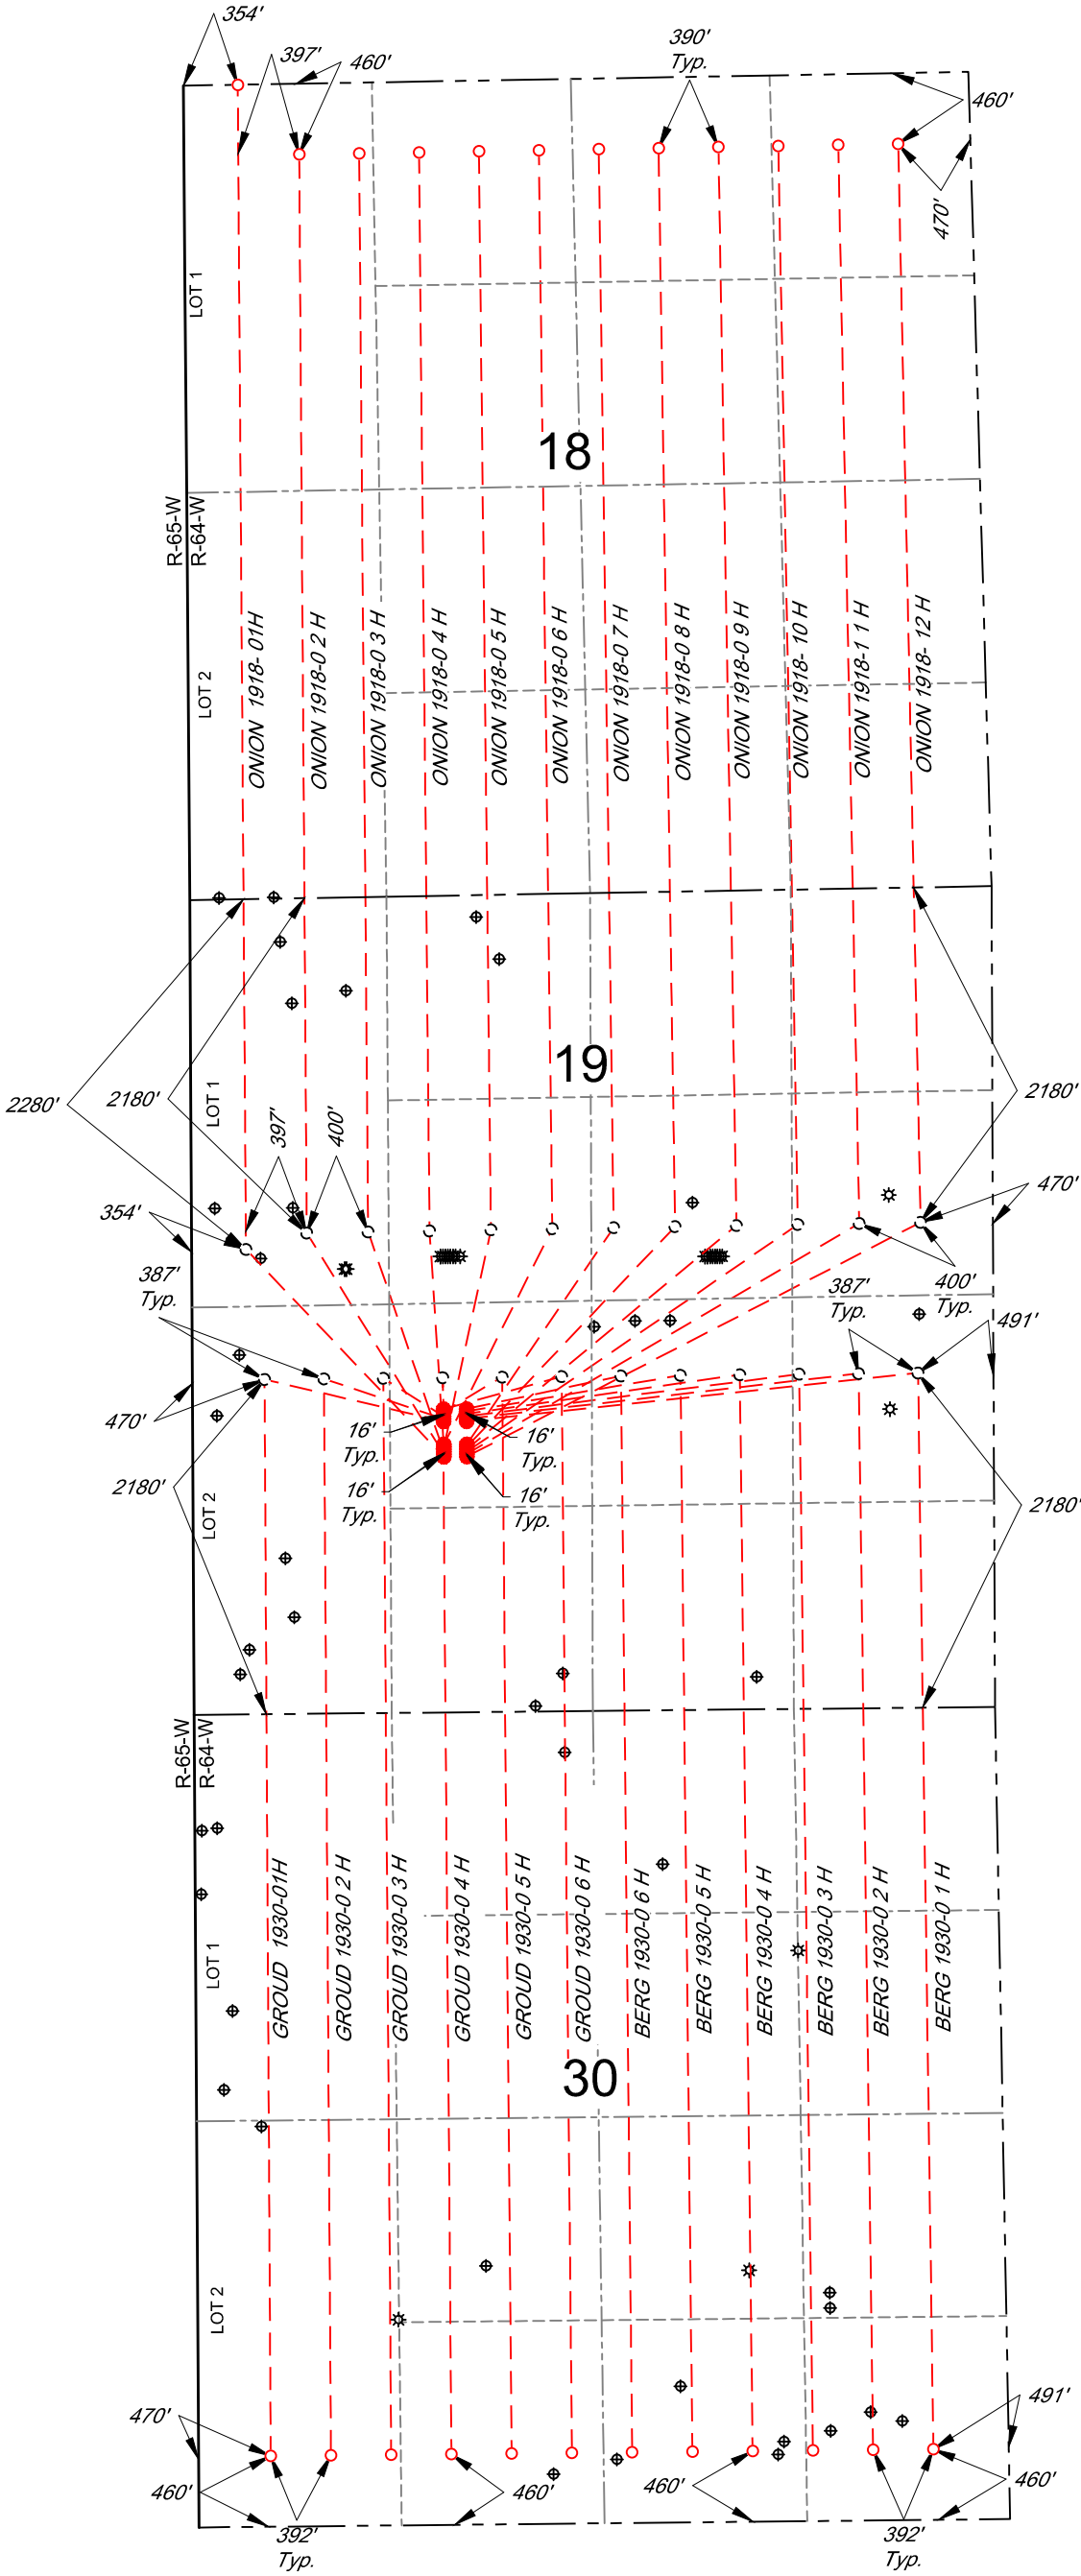 354'
397'
460'
390'
Typ.
460'
470'
LOT 1
18
R-65-W
R-64-W
LOT 2
ONION 1918- 01H
ONION 1918-0 2 H
ONION 1918-0 3 H
ONION 1918-0 4 H
ONION 1918-0 5 H
ONION 1918-0 6 H
ONION 1918-0 7 H
ONION 1918-0 8 H
ONION 1918-0 9 H
ONION 1918- 10 H
ONION 1918-1 1 H
ONION 1918- 12 H
19
2280'
2180'
LOT 1
397'
400'
2180'
354'
470'
387'
Typ.
387'
Typ.
400'
Typ.
491'
470'
16'
Typ.
16'
Typ.
16'
Typ.
16'
Typ.
2180'
LOT 2
2180'
R-65-W
R-64-W
LOT 1
GROUD 1930-01H
GROUD 1930-0 2 H
GROUD 1930-0 3 H
GROUD 1930-0 4 H
GROUD 1930-0 5 H
GROUD 1930-0 6 H
BERG 1930-0 6 H
BERG 1930-0 5 H
BERG 1930-0 4 H
BERG 1930-0 3 H
BERG 1930-0 2 H
BERG 1930-0 1 H
30
LOT 2
470'
491'
460'
460'
460'
460'
392'
Typ.
392'
Typ.